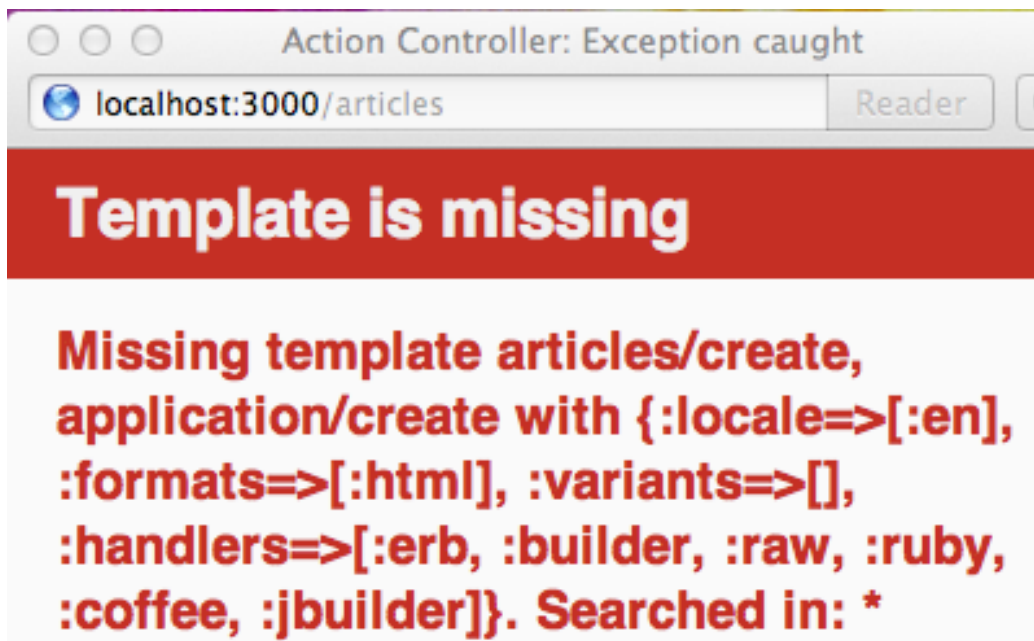 Action Controller: Exception caught
localhost:3000/articles Reader
Template is missing
Missing template articles/create,
application/create with {:locale=>[:en],
:formats=>[:html], :variants=>[],
:handlers=>[:erb, :builder, :raw, :ruby,
:coffee, :jbuilder]}. Searched in: *